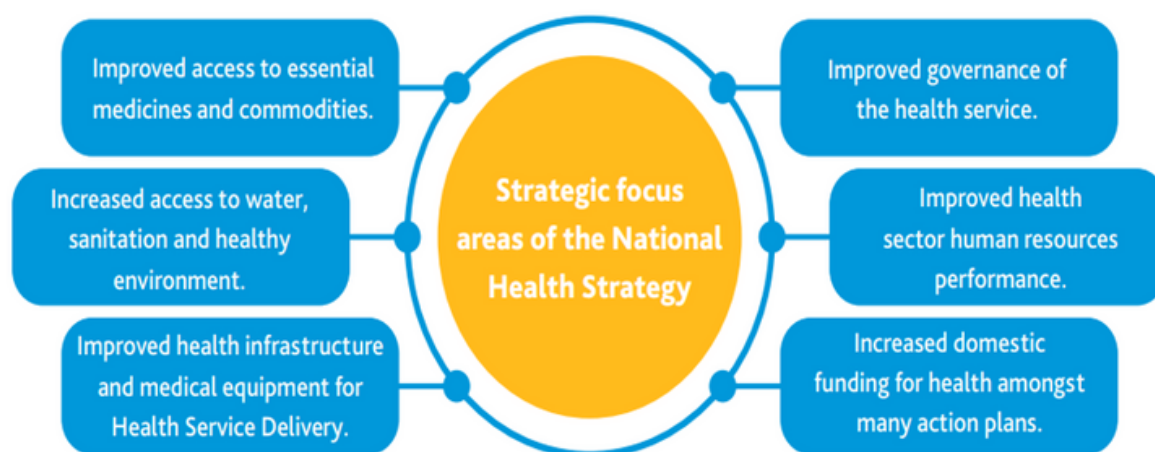 Improved access to essential
medicines and commodities.
Increased access to water,
sanitation and healthy
environment.
Improved health infrastructure
and medical equipment for
Health Service Delivery.
Strategic focus
areas of the National
Health Strategy
Improved governance of
the health service.
Improved health
sector human resources
performance.
Increased domestic
funding for health amongst
many action plans.